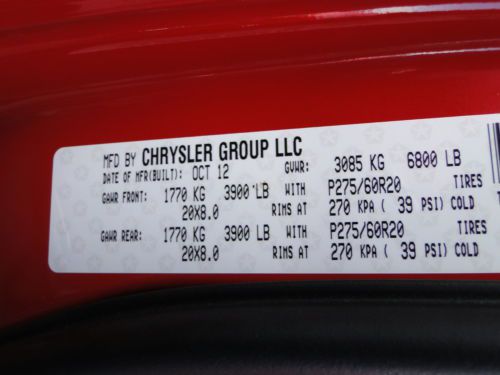 MFD BY CHRYSLER GROUP LLC
DATE OF MFR(BUILT): OCT 12 GVWR: 3085 KG 6800 LB
GAWR FRONT: 1770 KG 3900 LB WITH P275/60R20 TIRES
20X8.0 RIMS AT 270 KPA ( 39 PSI) COLD
GAWR REAR: 1770 KG 3900 LB WITH P275/60R20 TIRES
20X8.0 RIMS AT 270 KPA ( 39 PSI) COLD